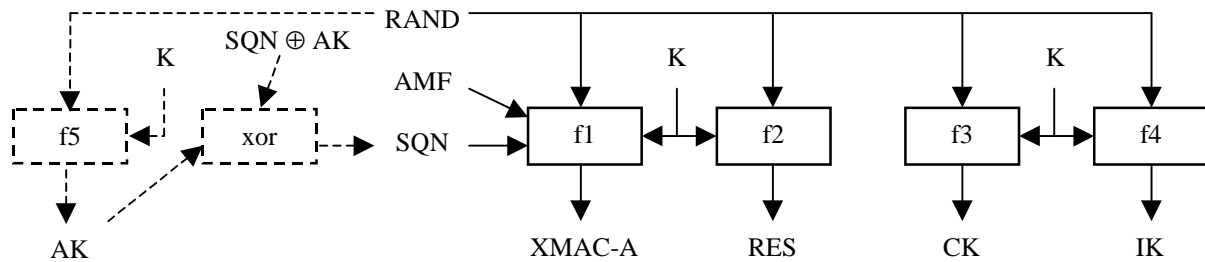 RAND
SQN ⊕ AK
K
K
K
AMF
f5
xor
SQN
f1
f2
f3
f4
AK
XMAC-A
RES
CK
IK